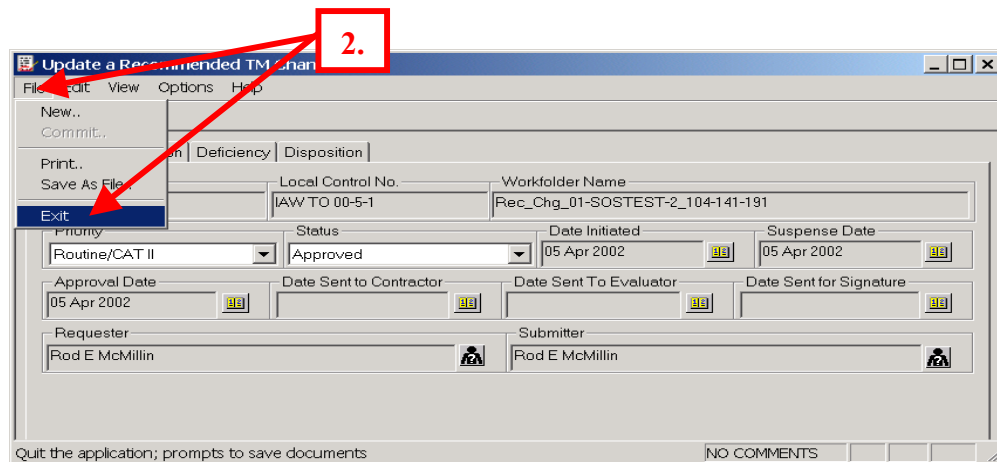 2.
Update a Recommended TM Chan
File Edit View Options Help
New..
Commit..
Print..
Save As File..
Exit
Deficiency Disposition
Local Control No. Workfolder Name
IAW TO 00-5-1 Rec_Chg_01-SOSTEST-2_104-141-191
Priority Status Date Initiated Suspense Date
Routine/CAT II Approved 05 Apr 2002 05 Apr 2002
Approval Date Date Sent to Contractor Date Sent To Evaluator Date Sent for Signature
05 Apr 2002
Requester Submitter
Rod E McMillin Rod E McMillin
Quit the application; prompts to save documents NO COMMENTS